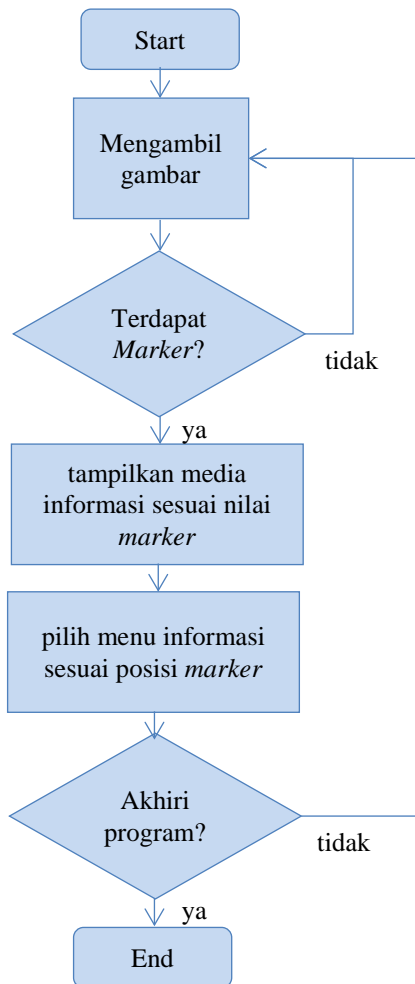 Start
Mengambil
gambar
Terdapat
Marker?
tidak
ya
tampilkan media
informasi sesuai nilai
marker
pilih menu informasi
sesuai posisi marker
Akhiri
program?
tidak
ya
End